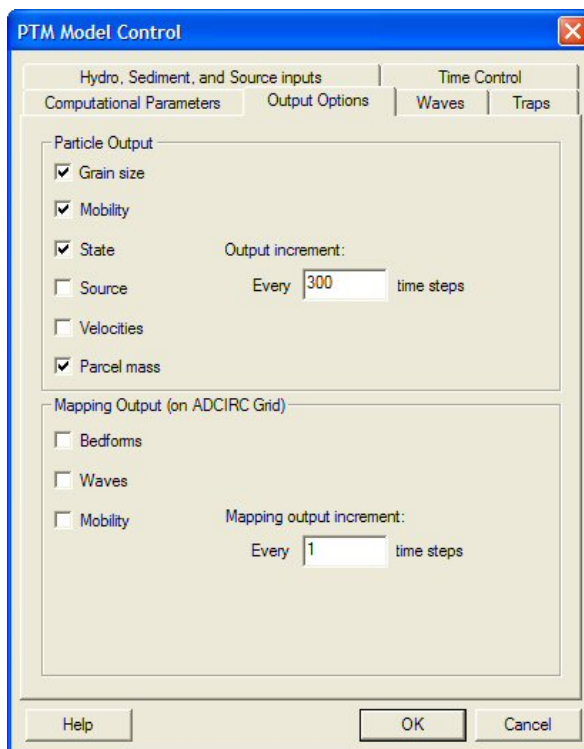 PTM Model Control
Hydro, Sediment, and Source inputs Time Control
Computational Parameters Output Options Waves Traps
Particle Output
Grain size
Mobility
State Output increment:
Source Every 300 time steps
Velocities
Parcel mass
Mapping Output (on ADCIRC Grid)
Bedforms
Waves
Mobility Mapping output increment:
Every 1 time steps
Help OK Cancel